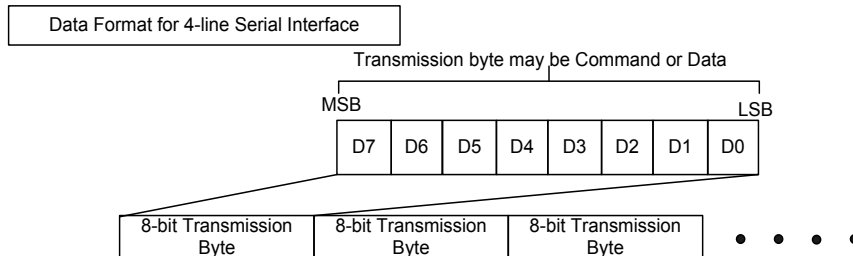 Data Format for 4-line Serial Interface
Transmission byte may be Command or Data
MSB
LSB
D7 D6 D5 D4 D3 D2 D1 D0
8-bit Transmission Byte
8-bit Transmission Byte
8-bit Transmission Byte